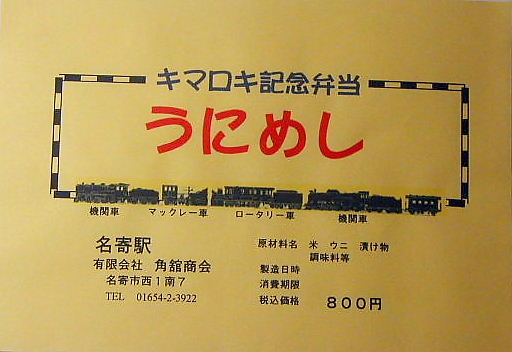 キマロキ記念弁当
うにめし
機関車 マックレー車 ロータリー車 機関車
名寄駅
有限会社 角舘商会
名寄市西1南7
TEL 01654-2-3922
原材料名 米 ウニ 漬け物
調味料等
製造日時
消費期限
税込価格 800円